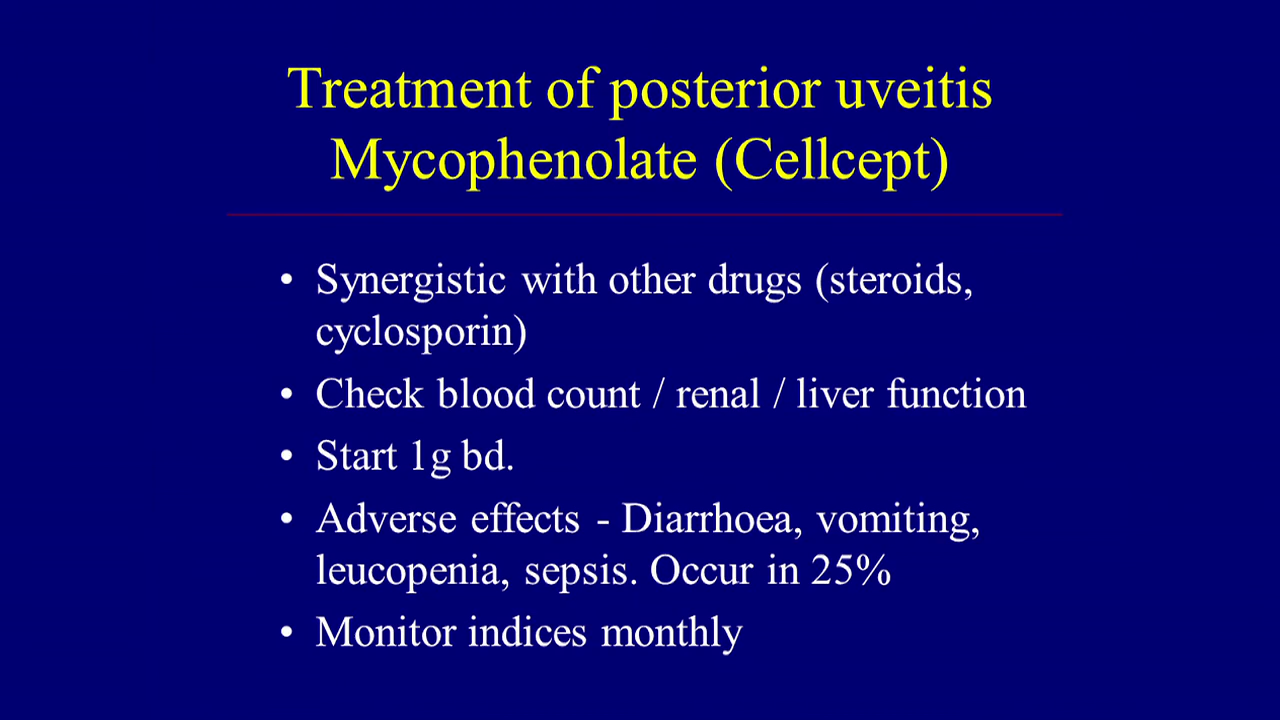 Treatment of posterior uveitis
Mycophenolate (Cellcept)
• Synergistic with other drugs (steroids,
cyclosporin)
• Check blood count / renal / liver function
• Start 1g bd.
• Adverse effects - Diarrhoea, vomiting,
leucopenia, sepsis. Occur in 25%
• Monitor indices monthly